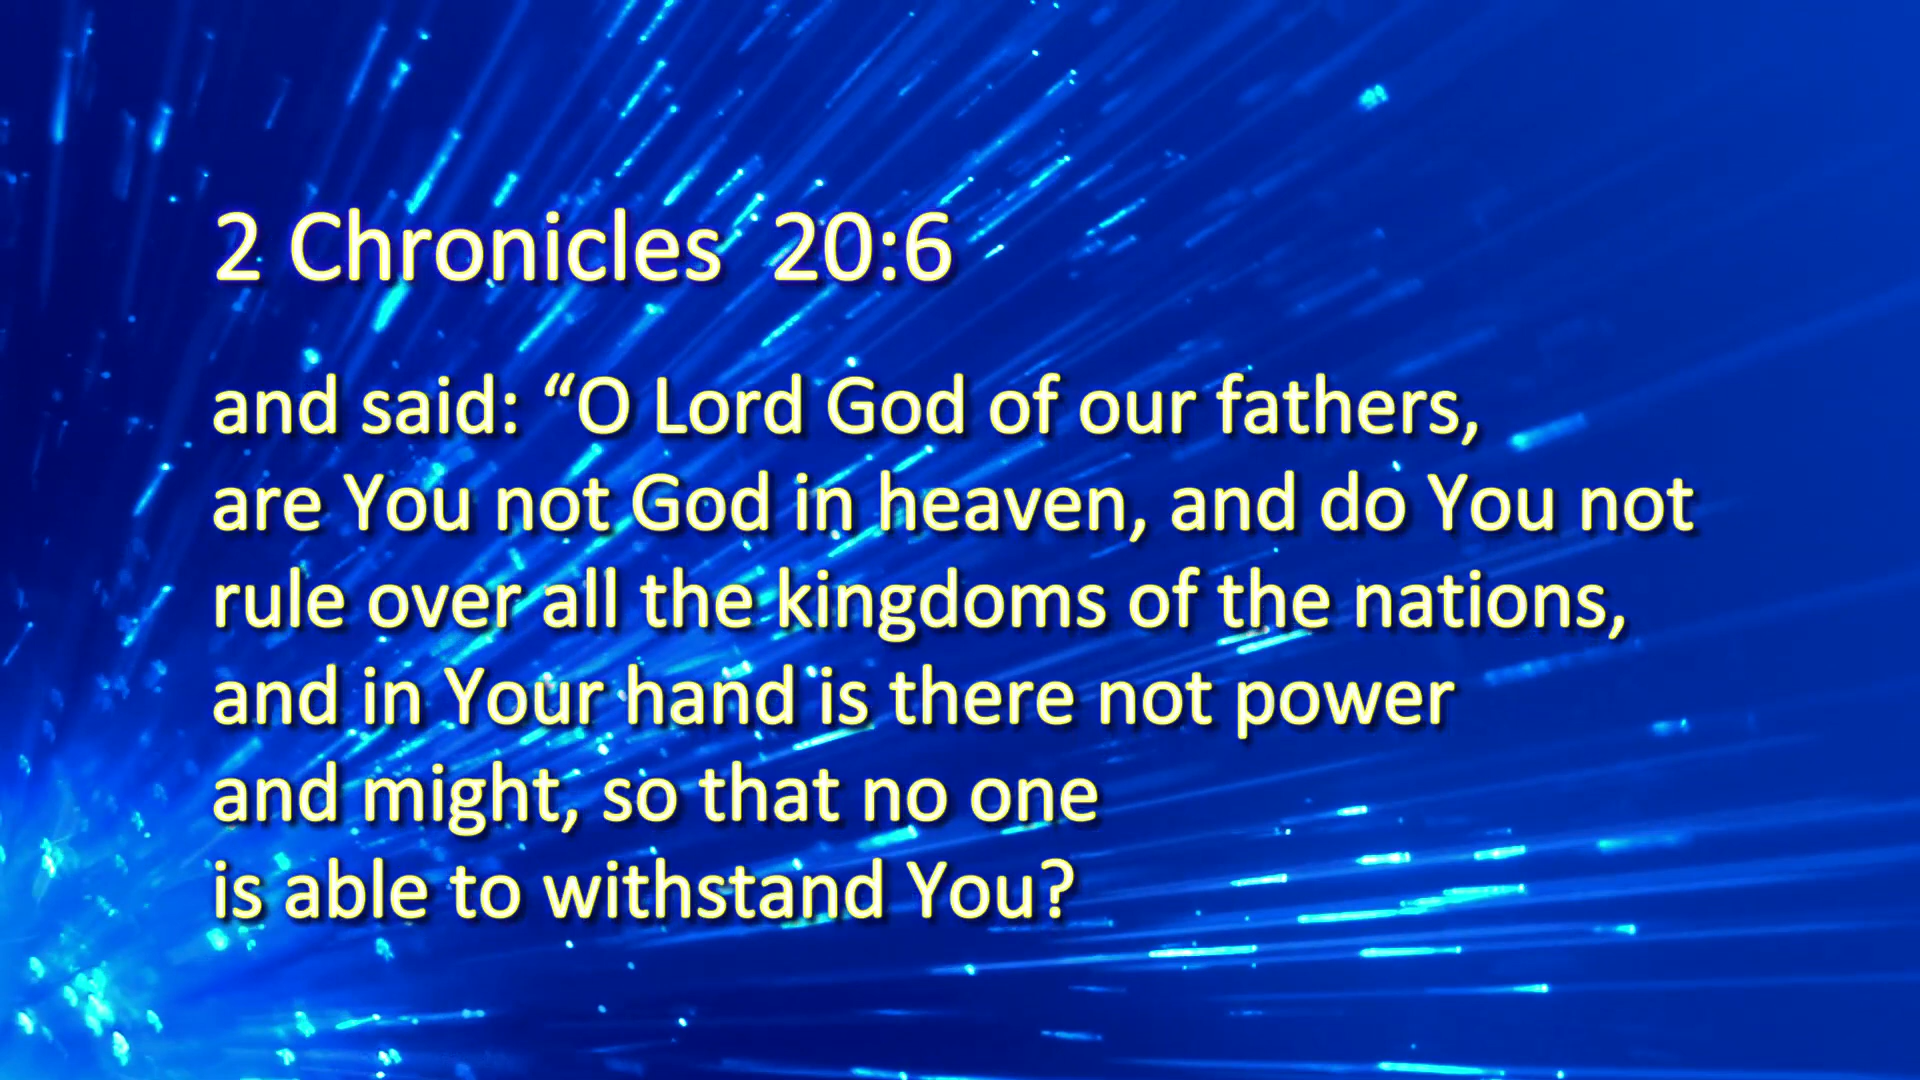 2 Chronicles  20:6
and said: “O Lord God of our fathers,
are You not God in heaven, and do You not
rule over all the kingdoms of the nations,
and in Your hand is there not power
and might, so that no one
is able to withstand You?